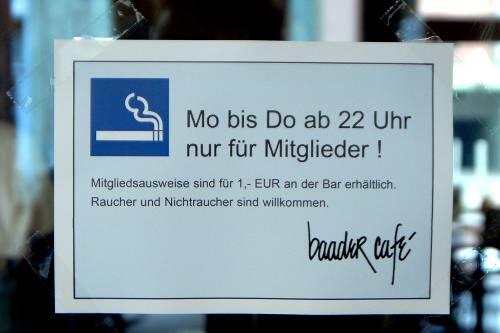 Mo bis Do ab 22 Uhr
nur für Mitglieder !
Mitgliedsausweise sind für 1,- EUR an der Bar erhältlich.
Raucher und Nichtraucher sind willkommen.
baader café